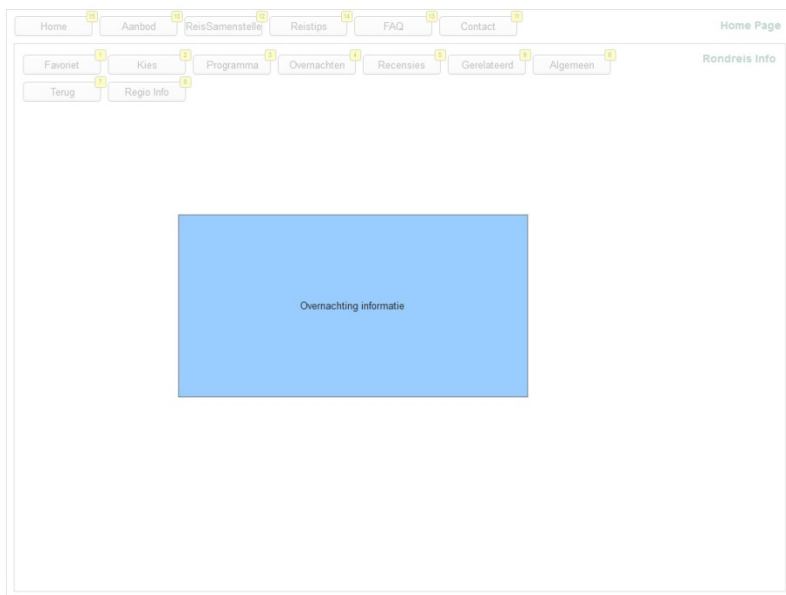 Home Aanbod ReisSamenstelle Reistips FAQ Contact Home Page
Favoriet Kies Programma Overnachten Recensies Gerelateerd Algemeen Rondreis Info
Terug Regio Info
Overnachting informatie